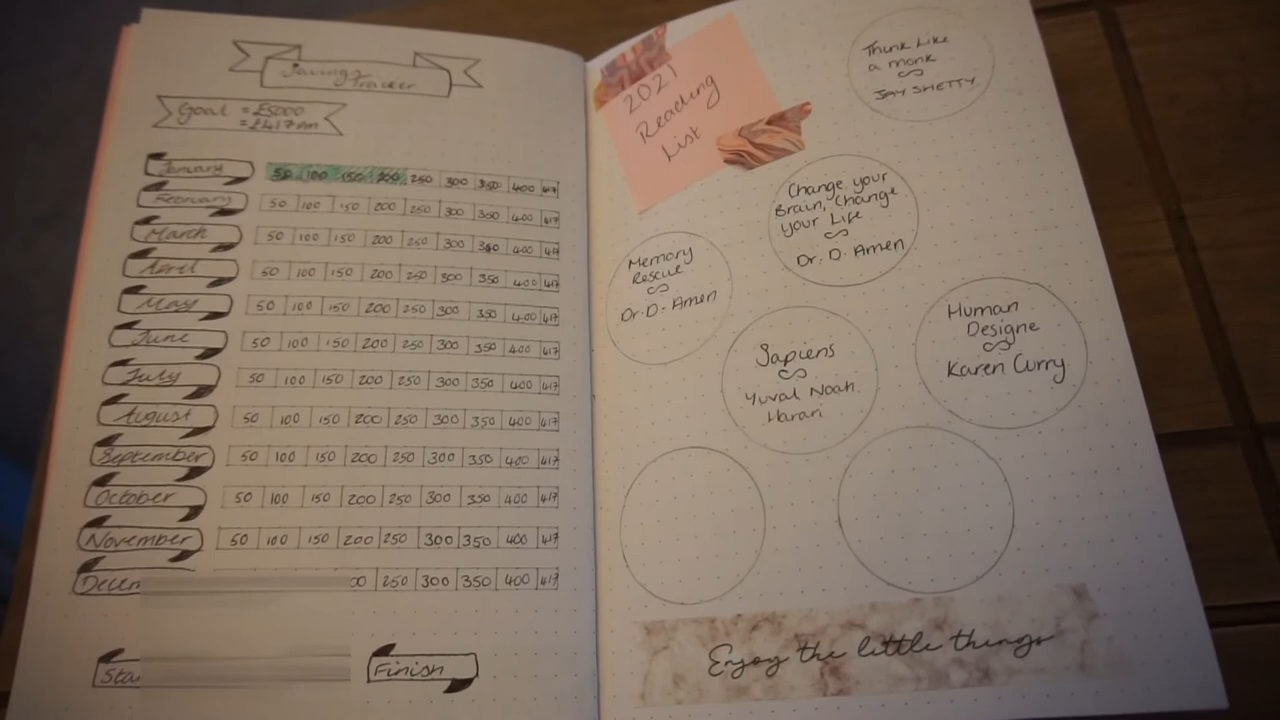 Savings
Tracker
Goal = £5000
= £417 pm
January 50 100 150 200 250 300 350 400 417
February 50 100 150 200 250 300 350 400 417
March 50 100 150 200 250 300 350 400 417
April 50 100 150 200 250 300 350 400 417
May 50 100 150 200 250 300 350 400 417
June 50 100 150 200 250 300 350 400 417
July 50 100 150 200 250 300 350 400 417
August 50 100 150 200 250 300 350 400 417
September 50 100 150 200 250 300 350 400 417
October 50 100 150 200 250 300 350 400 417
November 50 100 150 200 250 300 350 400 417
250 300 350 400 417
Finish
2021
Reading
List
Think Like
a monk
JAY SHETTY
Change your
Brain, Change
your Life
Dr. D. Amen
Memory
Rescue
Dr. D. Amen
Human
Designe
Karen Curry
Sapiens
Yuval Noah
Harari
Enjoy the little things